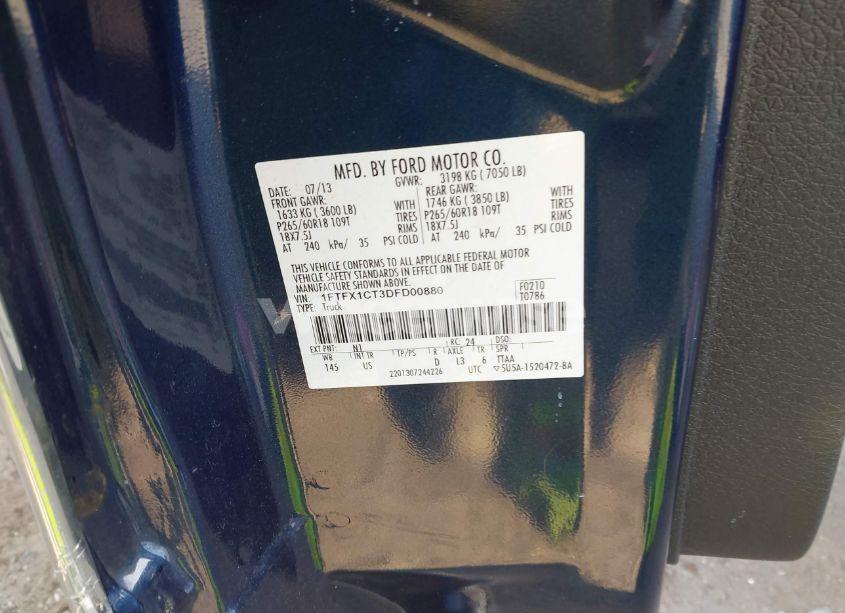 MFD. BY FORD MOTOR CO.
DATE: 07/13 GVWR: 3198 KG ( 7050 LB)
FRONT GAWR: REAR GAWR:
1633 KG ( 3600 LB) WITH 1746 KG ( 3850 LB) WITH
P265/60R18 109T TIRES P265/60R18 109T TIRES
18X7.5J RIMS 18X7.5J RIMS
AT 240 kPa/ 35 PSI COLD AT 240 kPa/ 35 PSI COLD
THIS VEHICLE CONFORMS TO ALL APPLICABLE FEDERAL MOTOR
VEHICLE SAFETY STANDARDS IN EFFECT ON THE DATE OF
MANUFACTURE SHOWN ABOVE.
VIN: 1FTFX1CT3DFD00880 F0210
TYPE: Truck T0786
EXT PNT: N1 RC: 24 DSO:
WB INT TR TP/PS R AXLE TR SPR
145 US D L3 6 TTAA
2201307244226 UTC ▽5U5A-1520472-BA